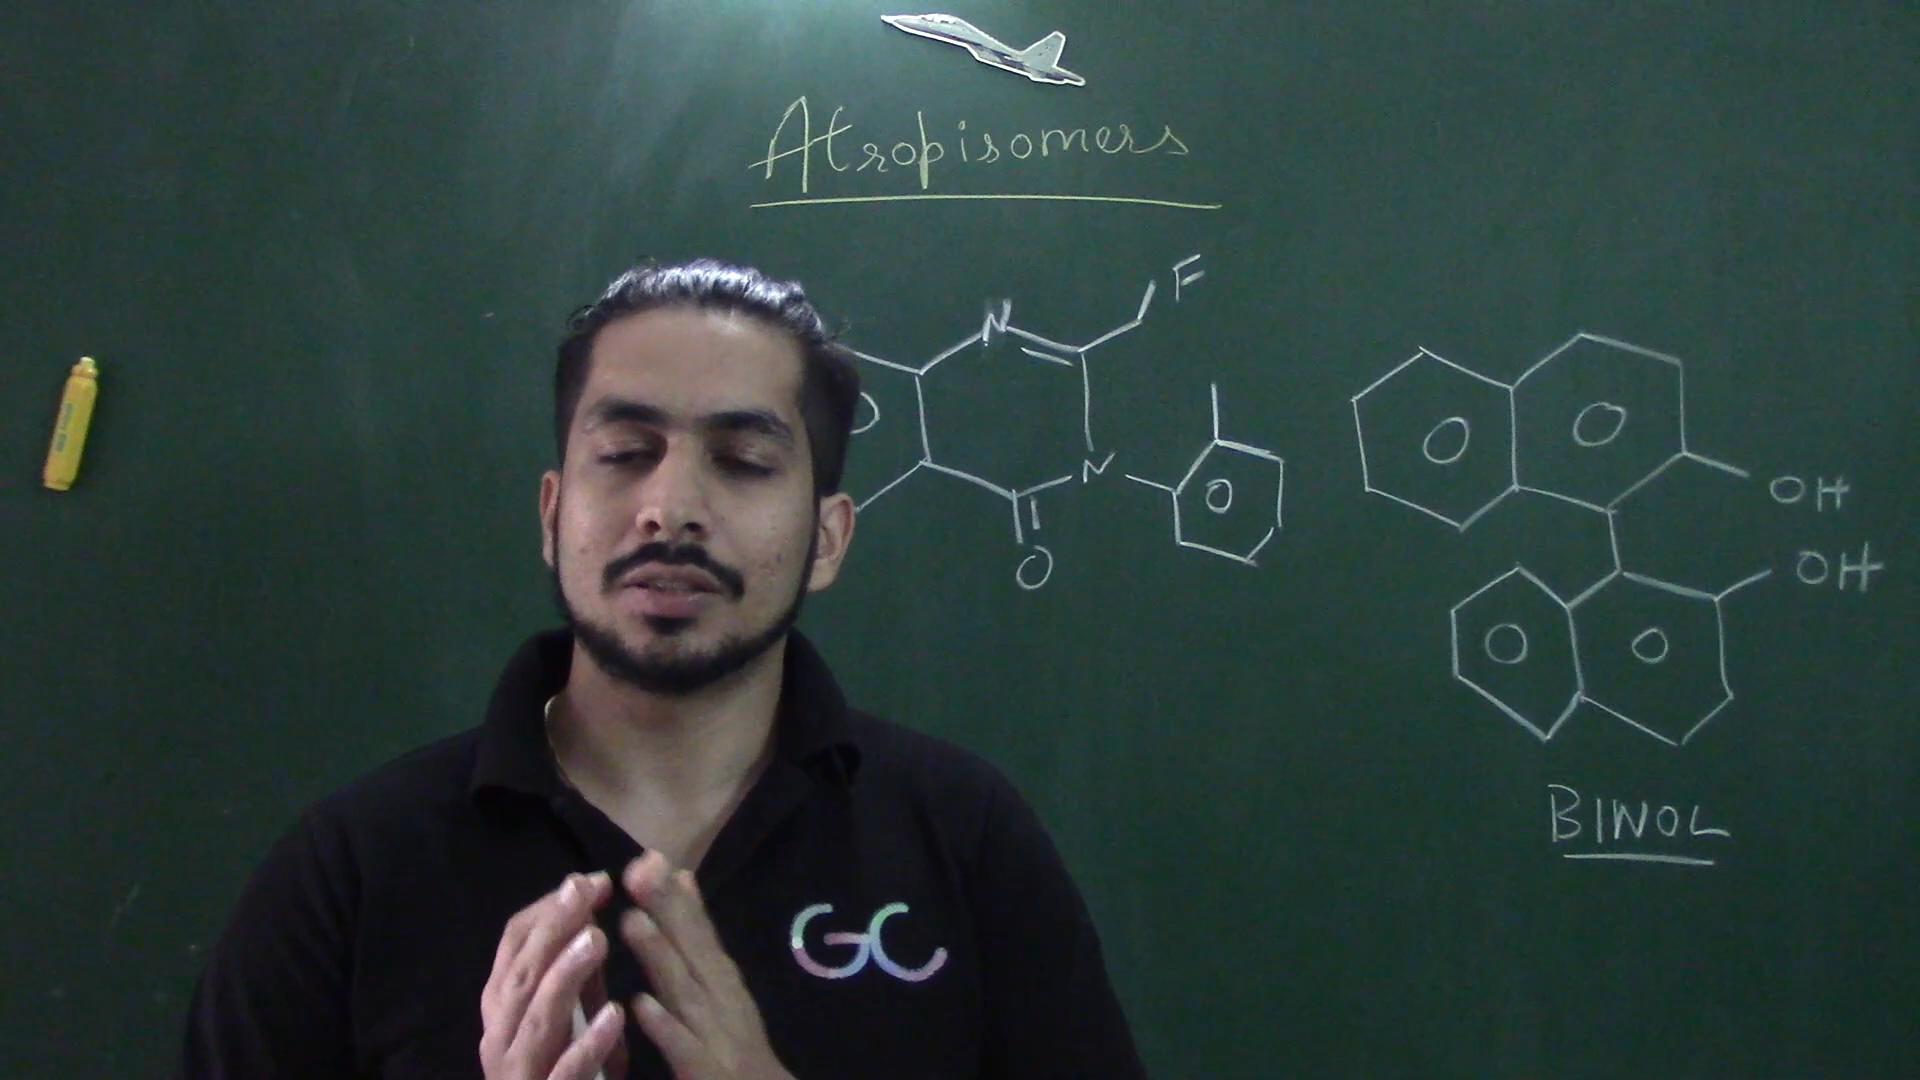 Atropisomers
F
N
N
O
OH
OH
BINOL
GC